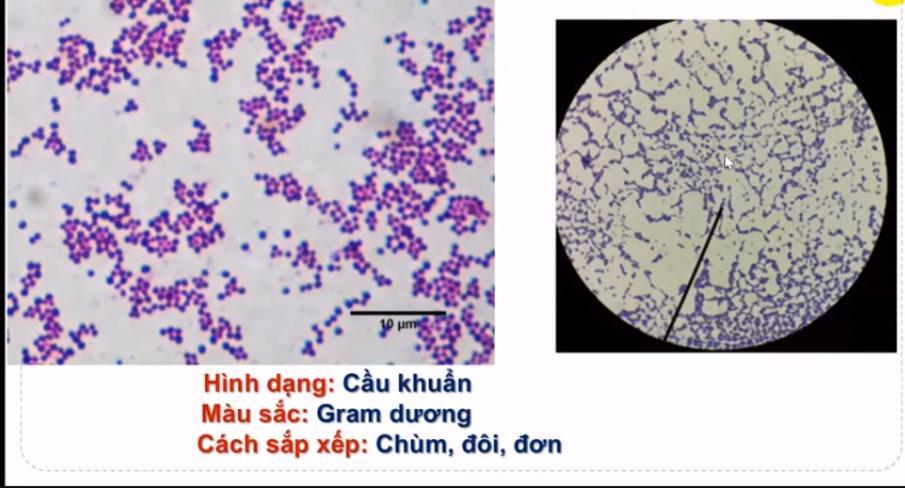 10 µm
Hình dạng: Cầu khuẩn
Màu sắc: Gram dương
Cách sắp xếp: Chùm, đôi, đơn